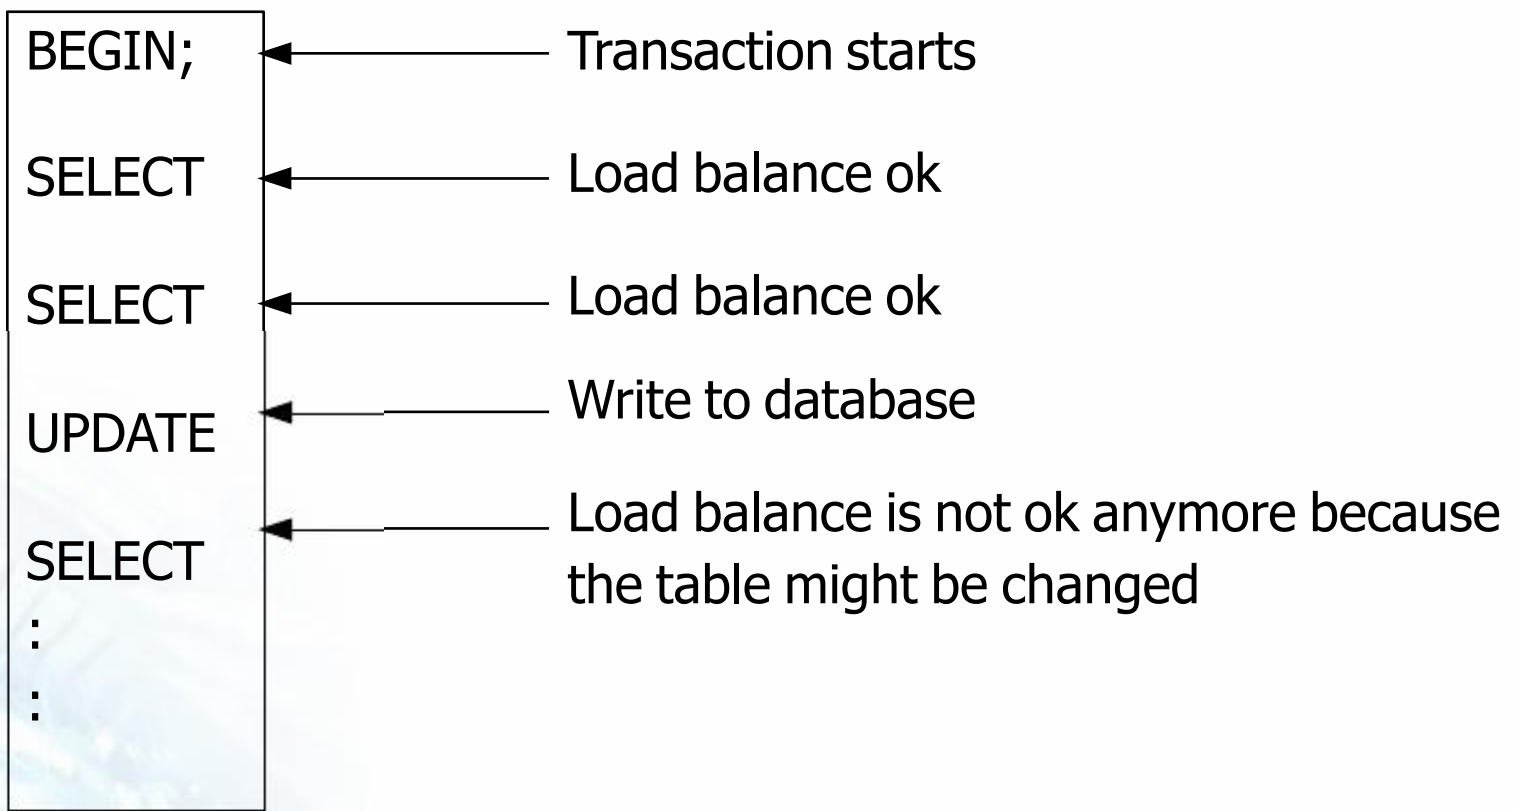 BEGIN;
Transaction starts
SELECT
Load balance ok
SELECT
Load balance ok
UPDATE
Write to database
SELECT
Load balance is not ok anymore because
the table might be changed
:
: